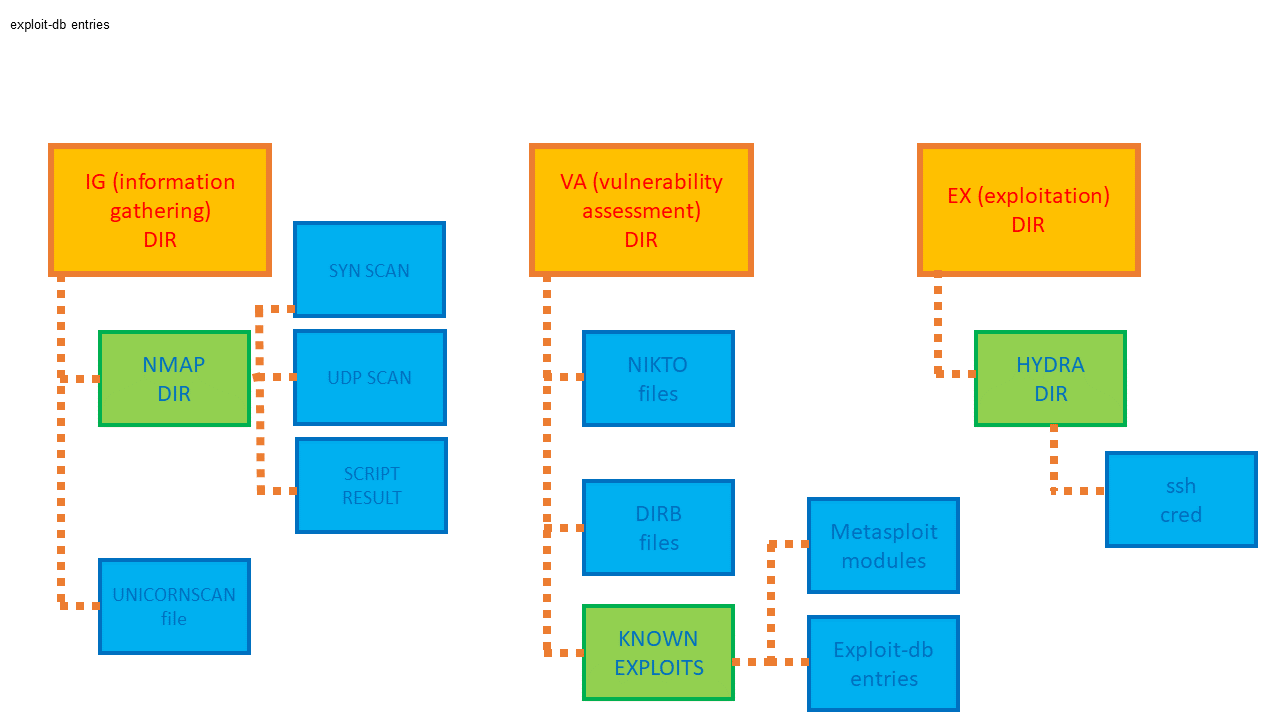 exploit-db entries
IG (information
gathering)
DIR
SYN SCAN
NMAP
DIR
UDP SCAN
SCRIPT
RESULT
UNICORNSCAN
file
VA (vulnerability
assessment)
DIR
NIKTO
files
DIRB
files
KNOWN
EXPLOITS
Metasploit
modules
Exploit-db
entries
EX (exploitation)
DIR
HYDRA
DIR
ssh
cred